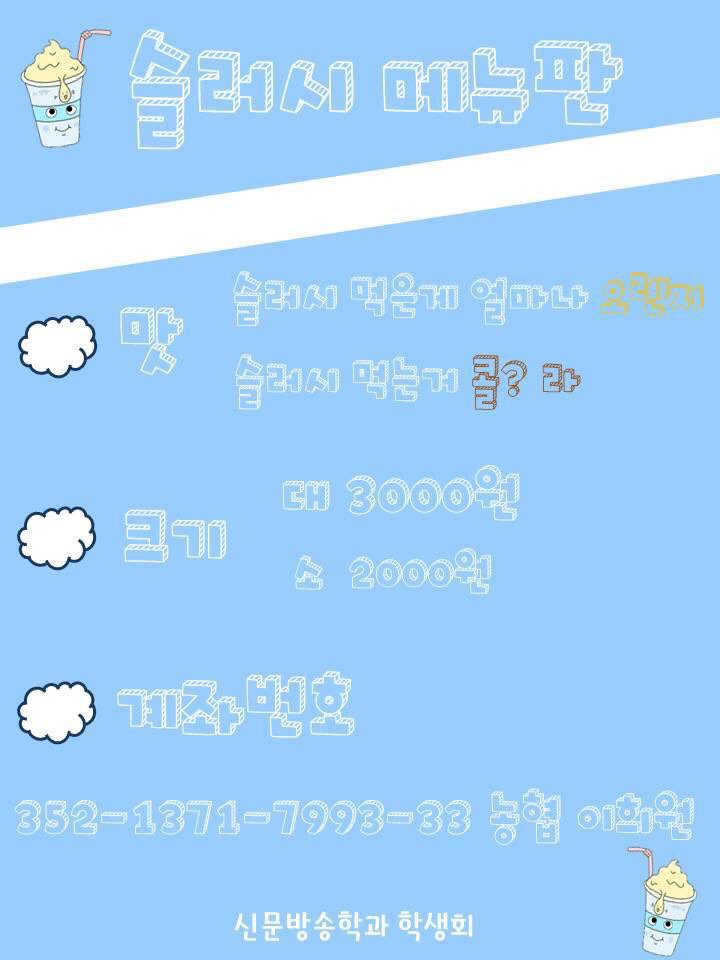 슬러시 메뉴판
맛
슬러시 먹은게 얼마나 오랜지
슬러시 먹는거 콜? 라
크기
대 3000원
소 2000원
계좌번호
352-1371-7993-33 농협 이희원
신문방송학과 학생회